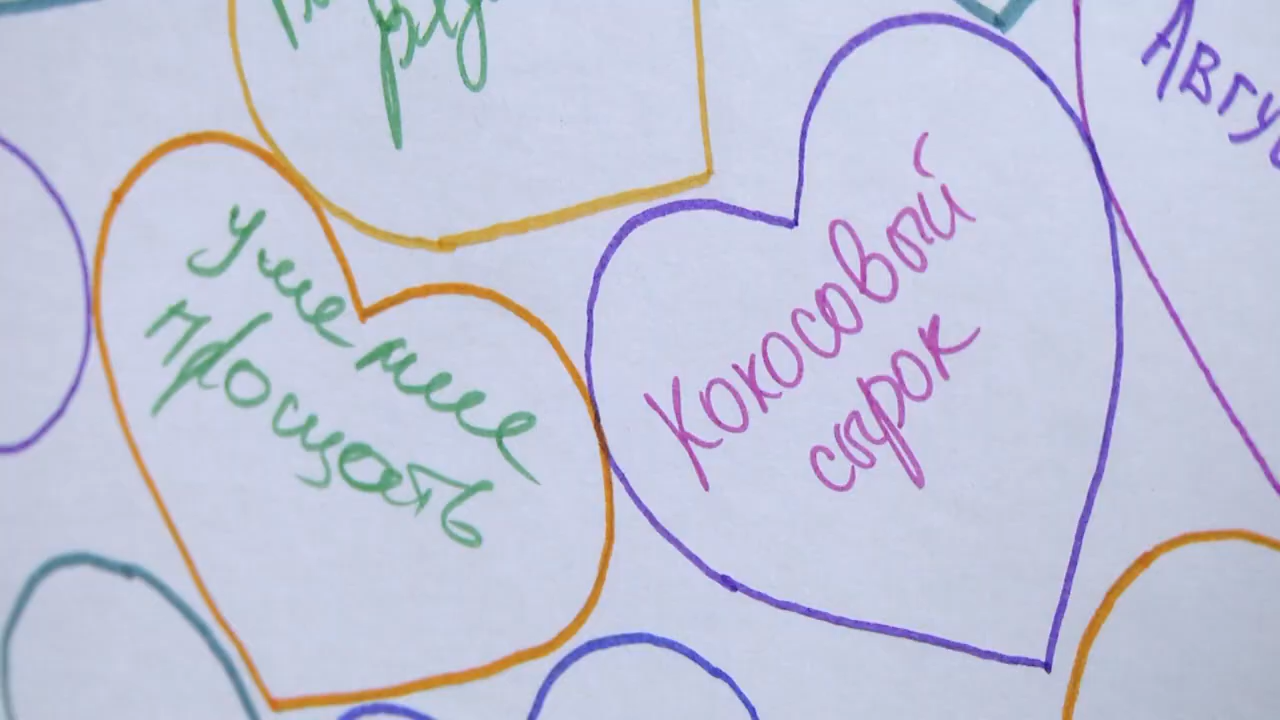 Умение
прощать
Кокосовый
сырок